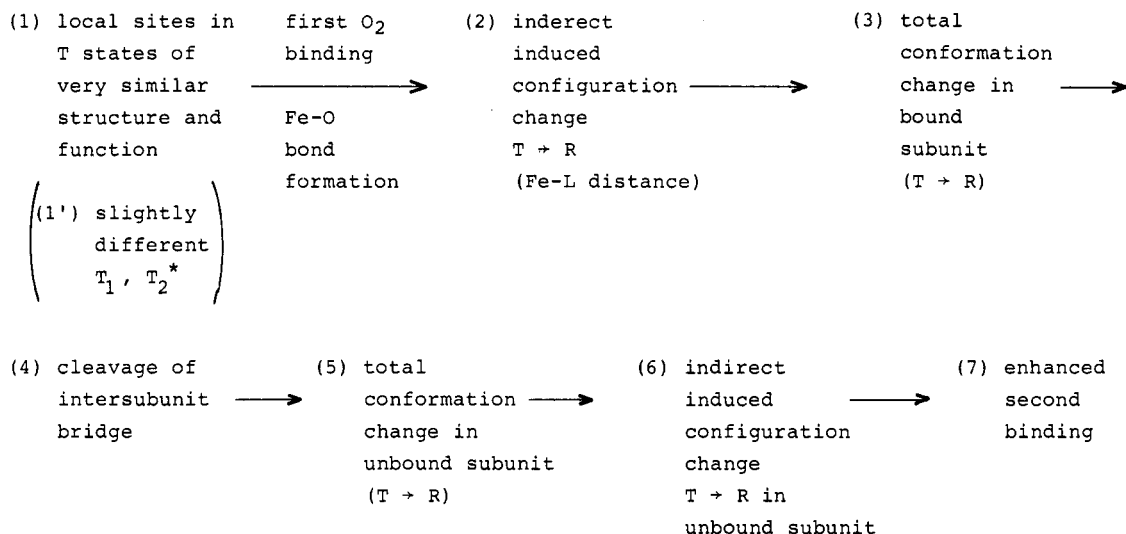 (1) local sites in
T states of
very similar
structure and
function
(1') slightly
different
T1 , T2*
first O2
binding
Fe-O
bond
formation
(2) inderect
induced
configuration
change
T → R
(Fe-L distance)
(3) total
conformation
change in
bound
subunit
(T → R)
(4) cleavage of
intersubunit
bridge
(5) total
conformation
change in
unbound subunit
(T → R)
(6) indirect
induced
configuration
change
T → R in
unbound subunit
(7) enhanced
second
binding